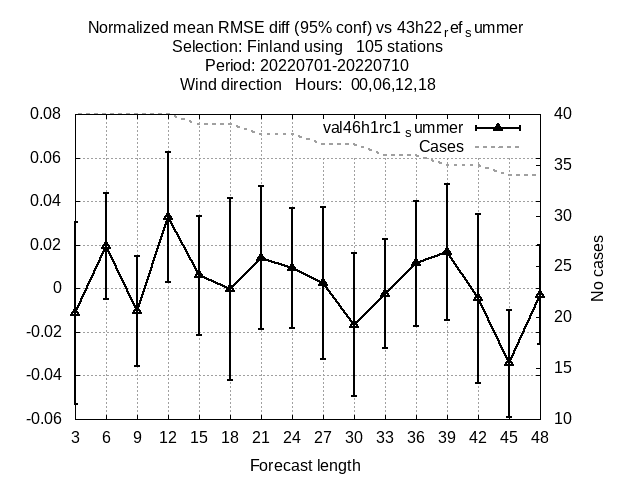 Normalized mean RMSE diff (95% conf) vs 43h22refsummer
Selection: Finland using 105 stations
Period: 20220701-20220710
Wind direction Hours: 00,06,12,18
val46h1rc1summer
Cases
0.08
0.06
0.04
0.02
0
-0.02
-0.04
-0.06
40
35
30
25
20
15
10
No cases
3 6 9 12 15 18 21 24 27 30 33 36 39 42 45 48
Forecast length